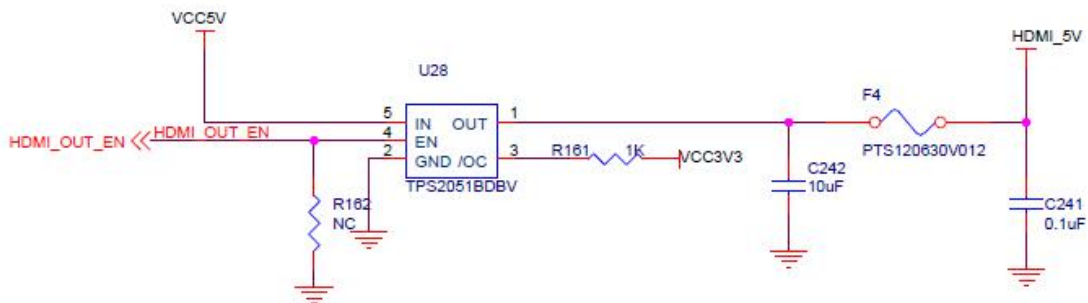 VCC5V
HDMI_5V
U28
F4
5
IN
OUT
1
HDMI_OUT_EN
HDMI_OUT_EN
4
EN
2
GND
/OC
3
R161
1K
VCC3V3
PTS120630V012
TPS2051BDBV
C242
10uF
R162
NC
C241
0.1uF